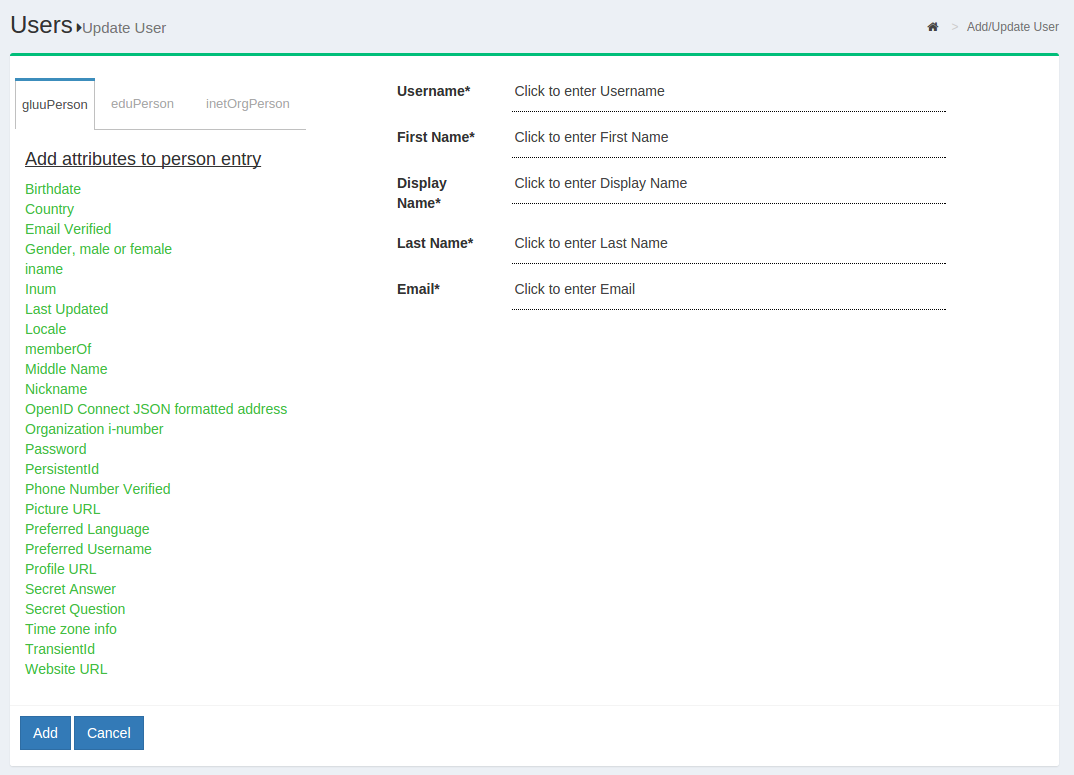 Users Update User
> Add/Update User
gluuPerson eduPerson inetOrgPerson
Add attributes to person entry
Birthdate
Country
Email Verified
Gender, male or female
iname
Inum
Last Updated
Locale
memberOf
Middle Name
Nickname
OpenID Connect JSON formatted address
Organization i-number
Password
PersistentId
Phone Number Verified
Picture URL
Preferred Language
Preferred Username
Profile URL
Secret Answer
Secret Question
Time zone info
TransientId
Website URL
Username* Click to enter Username
First Name* Click to enter First Name
Display Click to enter Display Name
Name*
Last Name* Click to enter Last Name
Email* Click to enter Email
Add Cancel